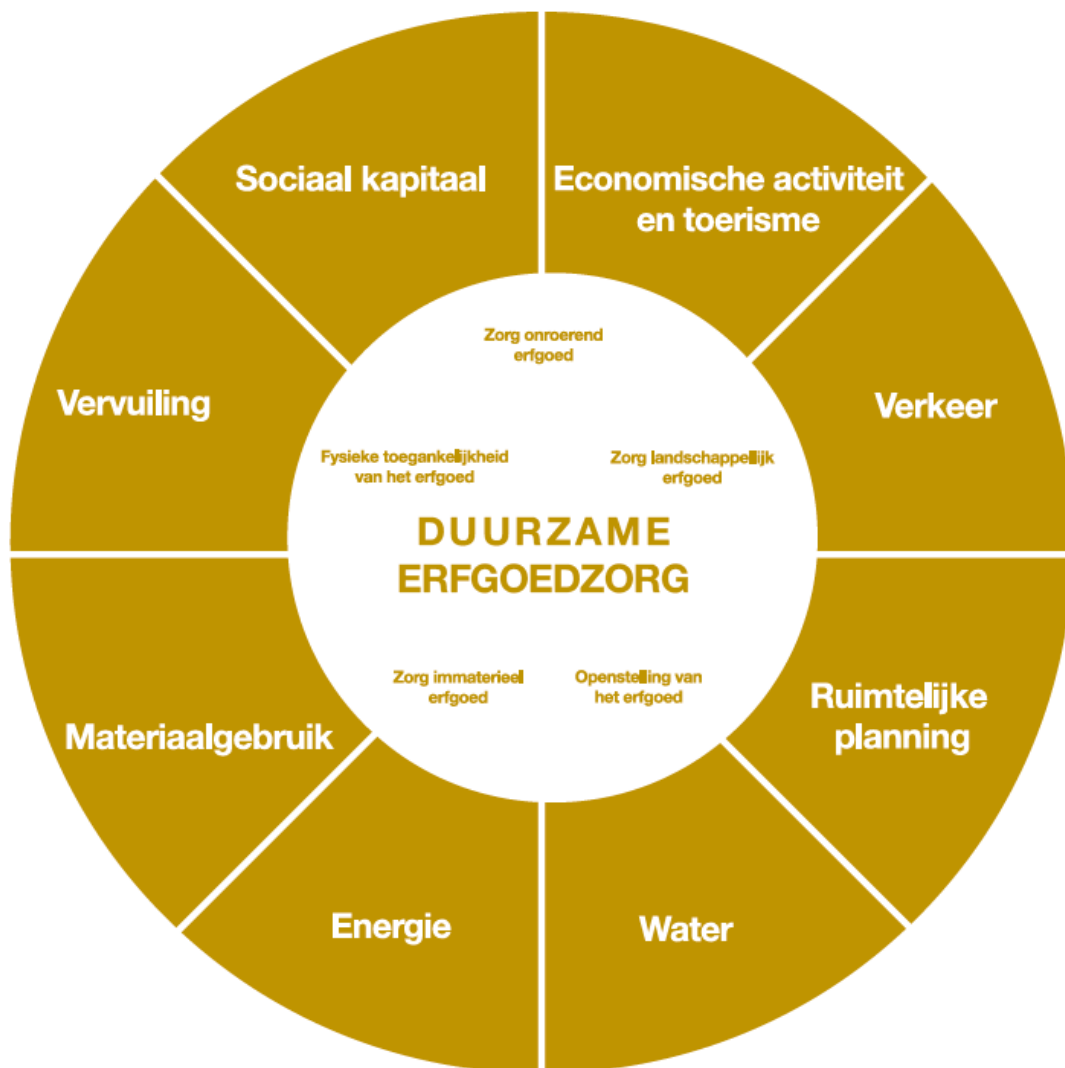 Sociaal kapitaal
Economische activiteit
en toerisme
Vervuiling
Verkeer
Zorg onroerend
erfgoed
Fysieke toegankelijkheid
van het erfgoed
Zorg landschappelijk
erfgoed
DUURZAME
ERFGOEDZORG
Zorg immaterieel
erfgoed
Openstelling van
het erfgoed
Materiaalgebruik
Ruimtelijke
planning
Energie
Water